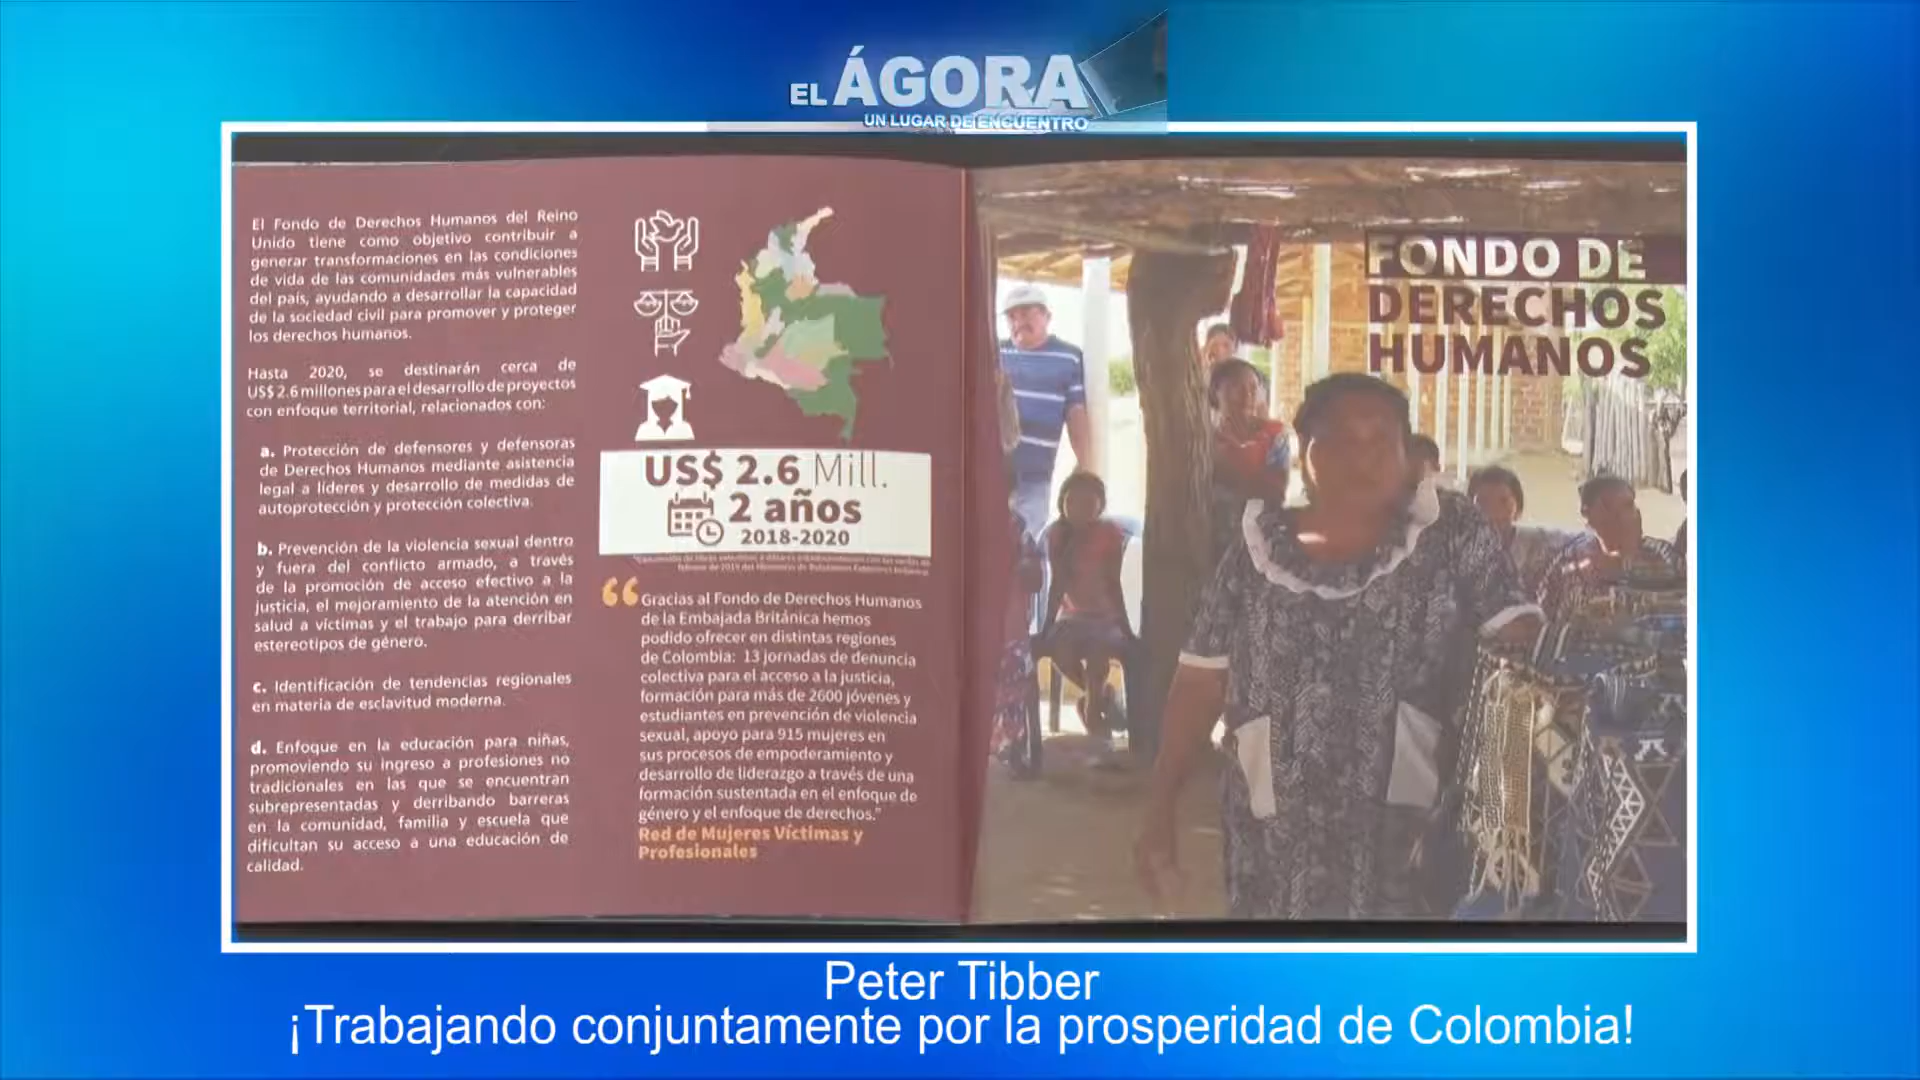 EL ÁGORA
UN LUGAR DE ENCUENTRO
El Fondo de Derechos Humanos del Reino
Unido tiene como objetivo contribuir a
generar transformaciones en las condiciones
de vida de las comunidades más vulnerables
del país, ayudando a desarrollar la capacidad
de la sociedad civil para promover y proteger
los derechos humanos.
Hasta 2020, se destinarán cerca de
US$ 2.6 millones para el desarrollo de proyectos
con enfoque territorial, relacionados con:
a. Protección de defensores y defensoras
de Derechos Humanos mediante asistencia
legal a líderes y desarrollo de medidas de
autoprotección y protección colectiva.
b. Prevención de la violencia sexual dentro
y fuera del conflicto armado, a través
de la promoción de acceso efectivo a la
justicia, el mejoramiento de la atención en
salud a víctimas y el trabajo para derribar
estereotipos de género.
c. Identificación de tendencias regionales
en materia de esclavitud moderna.
d. Enfoque en la educación para niñas,
promoviendo su ingreso a profesiones no
tradicionales en las que se encuentran
subrepresentadas y derribando barreras
en la comunidad, familia y escuela que
dificultan su acceso a una educación de
calidad.
US$ 2.6 Mill.
2 años
2018-2020
“Gracias al Fondo de Derechos Humanos
de la Embajada Británica hemos
podido ofrecer en distintas regiones
de Colombia: 13 jornadas de denuncia
colectiva para el acceso a la justicia,
formación para más de 2600 jóvenes y
estudiantes en prevención de violencia
sexual, apoyo para 915 mujeres en
sus procesos de empoderamiento y
desarrollo de liderazgo a través de una
formación sustentada en el enfoque de
género y el enfoque de derechos.”
Red de Mujeres Víctimas y
Profesionales
FONDO DE
DERECHOS
HUMANOS
Peter Tibber
¡Trabajando conjuntamente por la prosperidad de Colombia!